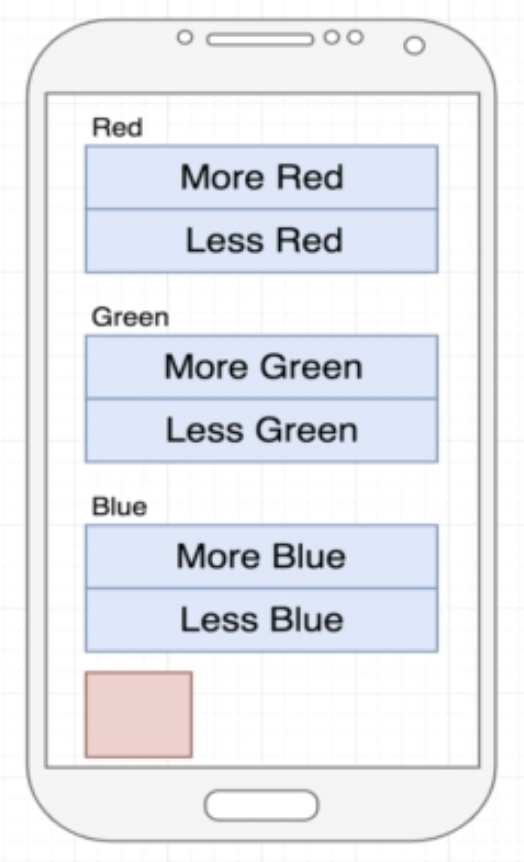 Red
More Red
Less Red
Green
More Green
Less Green
Blue
More Blue
Less Blue